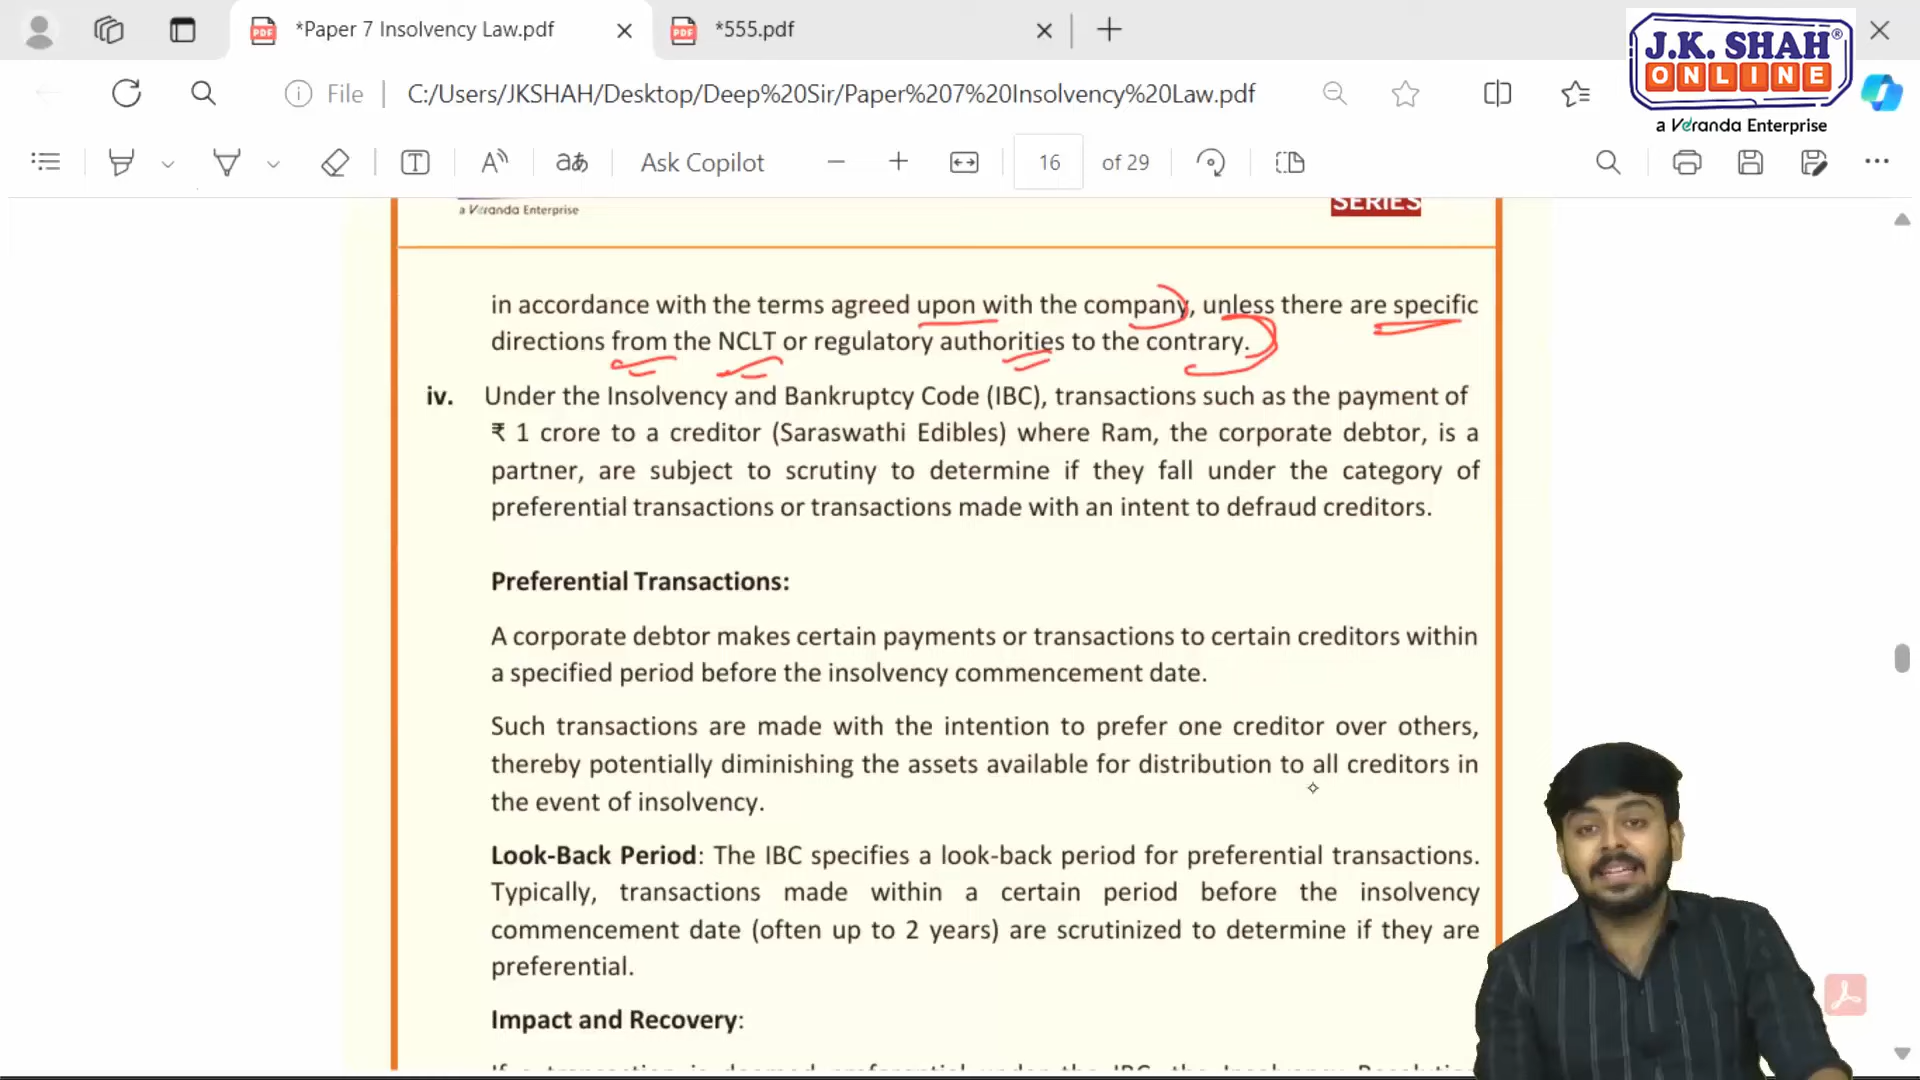 *Paper 7 Insolvency Law.pdf
*555.pdf
J.K. SHAH®
ONLINE
a Veranda Enterprise
File
C:/Users/JKSHAH/Desktop/Deep%20Sir/Paper%207%20Insolvency%20Law.pdf
Ask Copilot
16 of 29
a Veranda Enterprise
SERIES
in accordance with the terms agreed upon with the company, unless there are specific
directions from the NCLT or regulatory authorities to the contrary.
iv. Under the Insolvency and Bankruptcy Code (IBC), transactions such as the payment of
₹ 1 crore to a creditor (Saraswathi Edibles) where Ram, the corporate debtor, is a
partner, are subject to scrutiny to determine if they fall under the category of
preferential transactions or transactions made with an intent to defraud creditors.
Preferential Transactions:
A corporate debtor makes certain payments or transactions to certain creditors within
a specified period before the insolvency commencement date.
Such transactions are made with the intention to prefer one creditor over others,
thereby potentially diminishing the assets available for distribution to all creditors in
the event of insolvency.
Look-Back Period: The IBC specifies a look-back period for preferential transactions.
Typically, transactions made within a certain period before the insolvency
commencement date (often up to 2 years) are scrutinized to determine if they are
preferential.
Impact and Recovery: